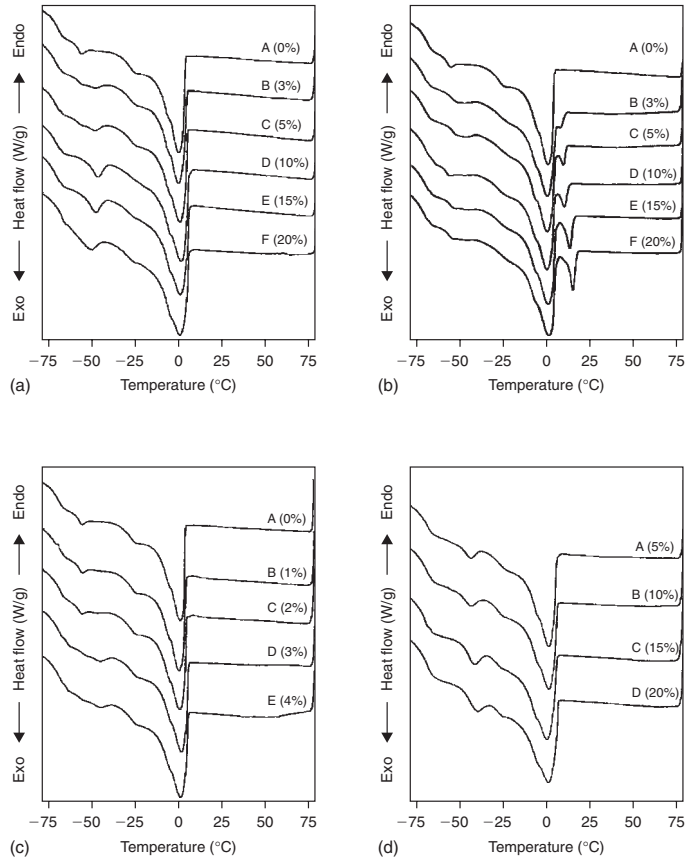 Exo ← Heat flow (W/g) → Endo
A (0%)
B (3%)
C (5%)
D (10%)
E (15%)
F (20%)
−75 −50 −25 0 25 50 75
Temperature (°C)
(a)
Exo ← Heat flow (W/g) → Endo
A (0%)
B (3%)
C (5%)
D (10%)
E (15%)
F (20%)
−75 −50 −25 0 25 50 75
Temperature (°C)
(b)
Exo ← Heat flow (W/g) → Endo
A (0%)
B (1%)
C (2%)
D (3%)
E (4%)
−75 −50 −25 0 25 50 75
Temperature (°C)
(c)
Exo ← Heat flow (W/g) → Endo
A (5%)
B (10%)
C (15%)
D (20%)
−75 −50 −25 0 25 50 75
Temperature (°C)
(d)